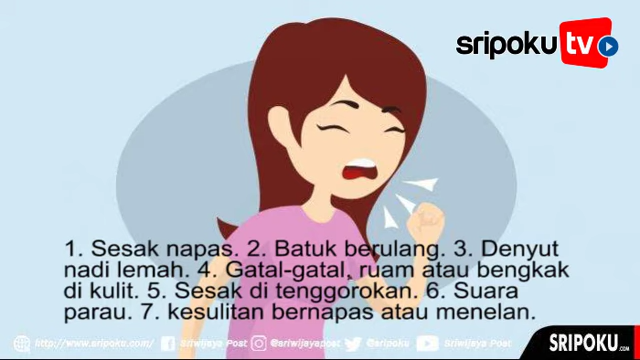 sripoku tv
1. Sesak napas. 2. Batuk berulang. 3. Denyut
nadi lemah. 4. Gatal-gatal, ruam atau bengkak
di kulit. 5. Sesak di tenggorokan. 6. Suara
parau. 7. kesulitan bernapas atau menelan.
http://www.sripoku.com/ Sriwijaya Post @sriwijayapost @sripoku Sriwijaya Post
SRIPOKU.COM